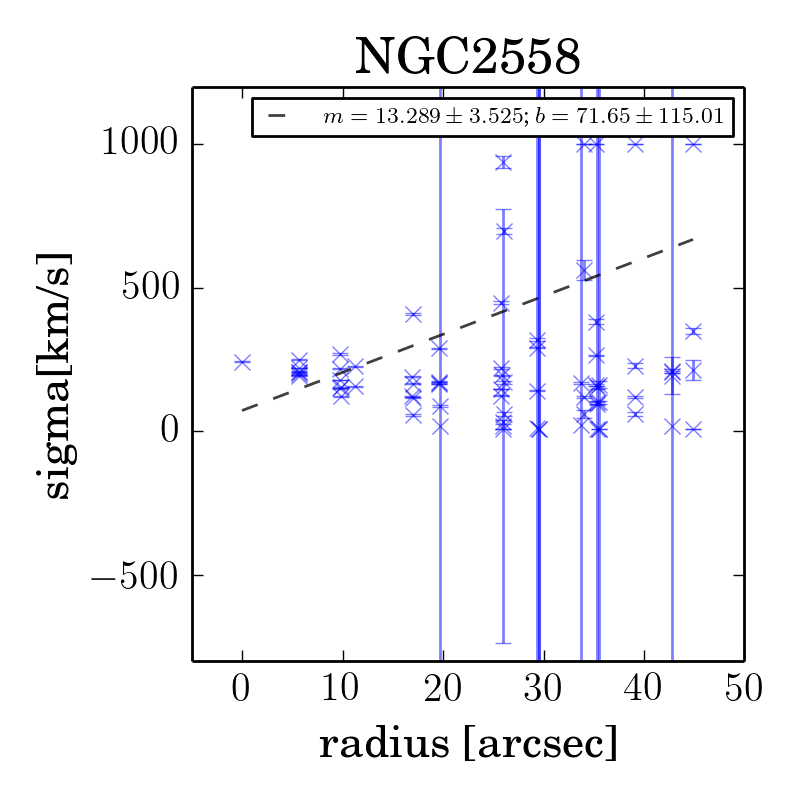 NGC2558
m = 13.289 ± 3.525; b = 71.65 ± 115.01
1000
500
0
−500
sigma[km/s]
0 10 20 30 40 50
radius [arcsec]